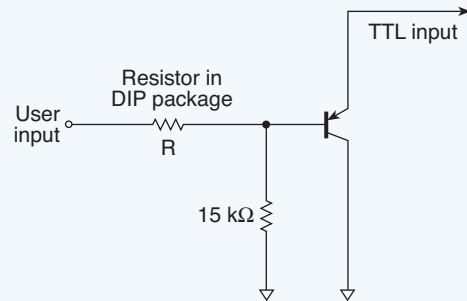 TTL input
Resistor in
DIP package
User
input
R
15 kΩ